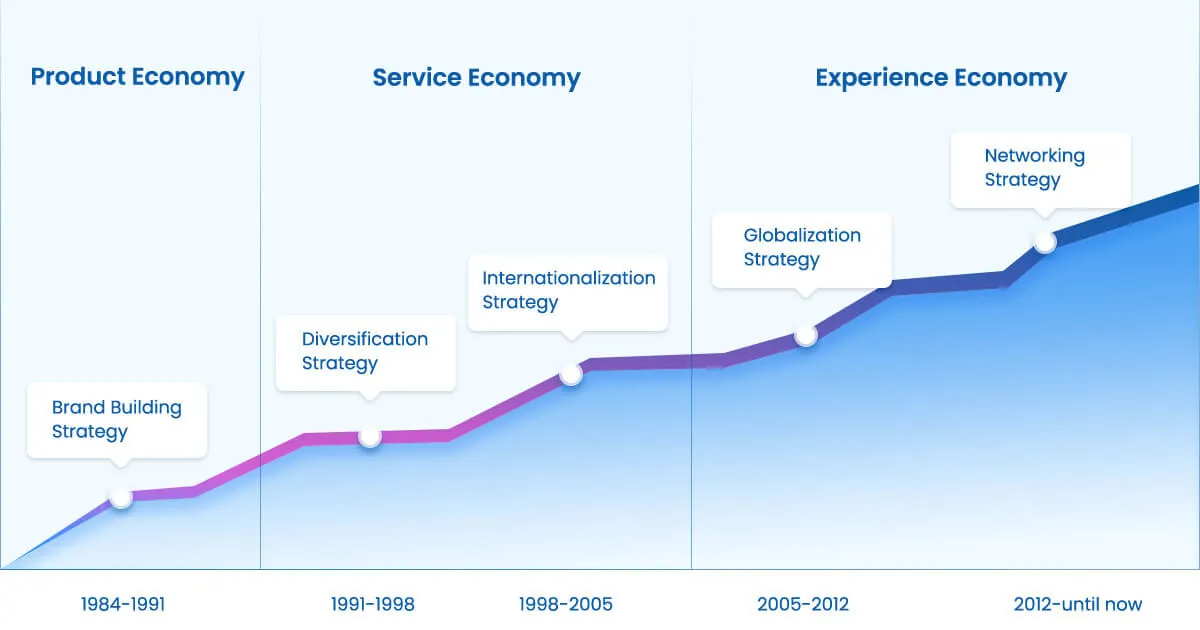 Product Economy
Service Economy
Experience Economy
Networking
Strategy
Globalization
Strategy
Internationalization
Strategy
Diversification
Strategy
Brand Building
Strategy
1984-1991
1991-1998
1998-2005
2005-2012
2012-until now